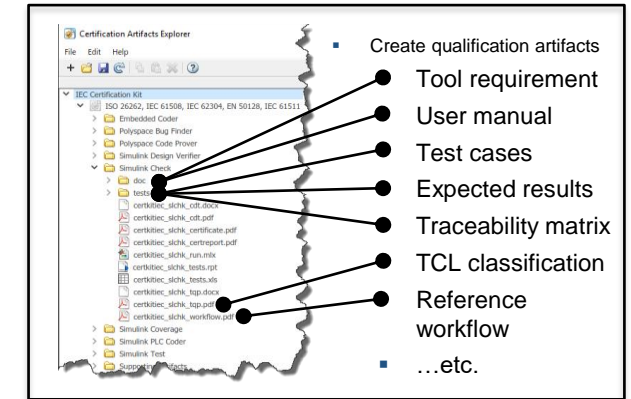 Certification Artifacts Explorer
File Edit Help
IEC Certification Kit
ISO 26262, IEC 61508, IEC 62304, EN 50128, IEC 61511
Embedded Coder
Polyspace Bug Finder
Polyspace Code Prover
Simulink Design Verifier
Simulink Check
doc
tests
certkitiec_slchk_cdt.docx
certkitiec_slchk_cdt.pdf
certkitiec_slchk_certificate.pdf
certkitiec_slchk_certreport.pdf
certkitiec_slchk_run.mlx
certkitiec_slchk_tests.rpt
certkitiec_slchk_tests.xls
certkitiec_slchk_tqp.docx
certkitiec_slchk_tqp.pdf
certkitiec_slchk_workflow.pdf
Simulink Coverage
Simulink PLC Coder
Simulink Test
Supporting Artifacts
▪ Create qualification artifacts
● Tool requirement
● User manual
● Test cases
● Expected results
● Traceability matrix
● TCL classification
● Reference
workflow
▪ …etc.